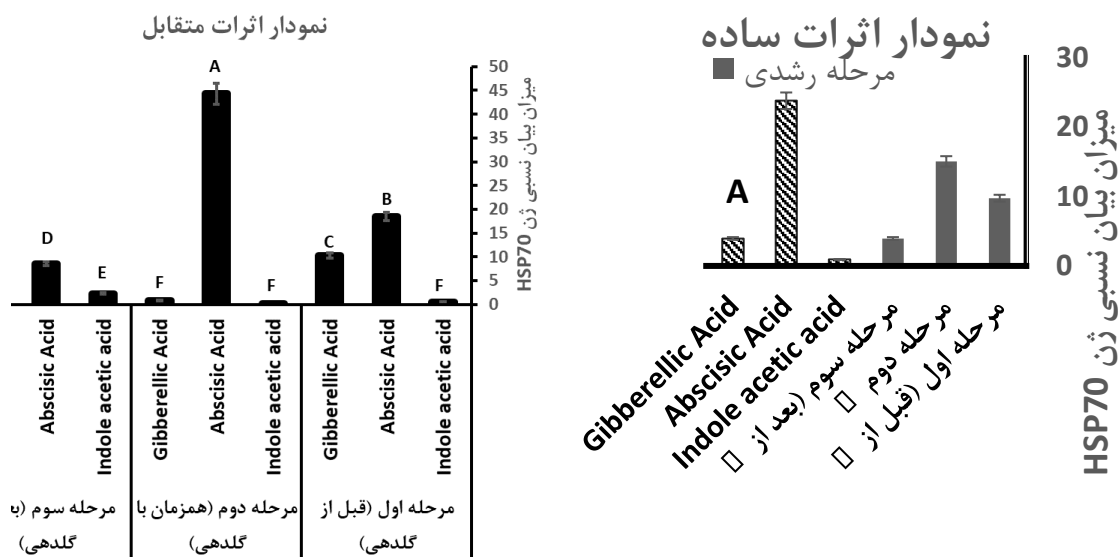 نمودار اثرات متقابل
A
B
C
D
E
F
F
F
50
45
40
35
30
25
20
15
10
5
0
میزان بیان نسبی ژن HSP70
Abscisic Acid
Indole acetic acid
Gibberellic Acid
Abscisic Acid
Indole acetic acid
Gibberellic Acid
Abscisic Acid
Indole acetic acid
مرحله اول (قبل از
گلدهی)
مرحله دوم (همزمان با
گلدهی)
مرحله سوم (بع
گلدهی)
نمودار اثرات ساده
مرحله رشدی
A
30
20
10
0
میزان بیان نسبی ژن HSP70
Gibberellic Acid
Abscisic Acid
Indole acetic acid
مرحله سوم (بعد از
مرحله دوم
مرحله اول (قبل از